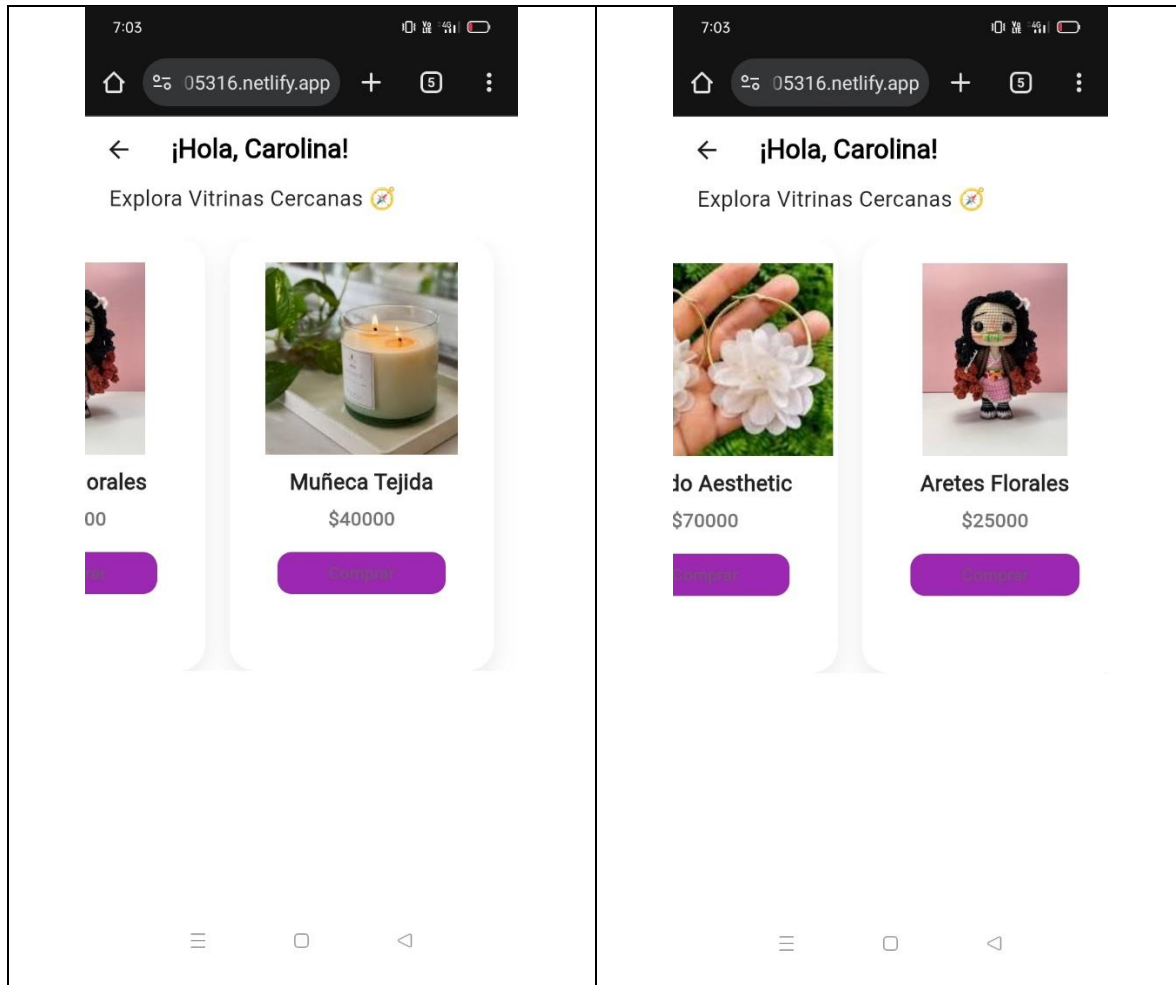 7:03
05316.netlify.app
5
¡Hola, Carolina!
Explora Vitrinas Cercanas
orales
00
rar
Muñeca Tejida
$40000
Comprar
7:03
05316.netlify.app
5
¡Hola, Carolina!
Explora Vitrinas Cercanas
do Aesthetic
$70000
Comprar
Aretes Florales
$25000
Comprar